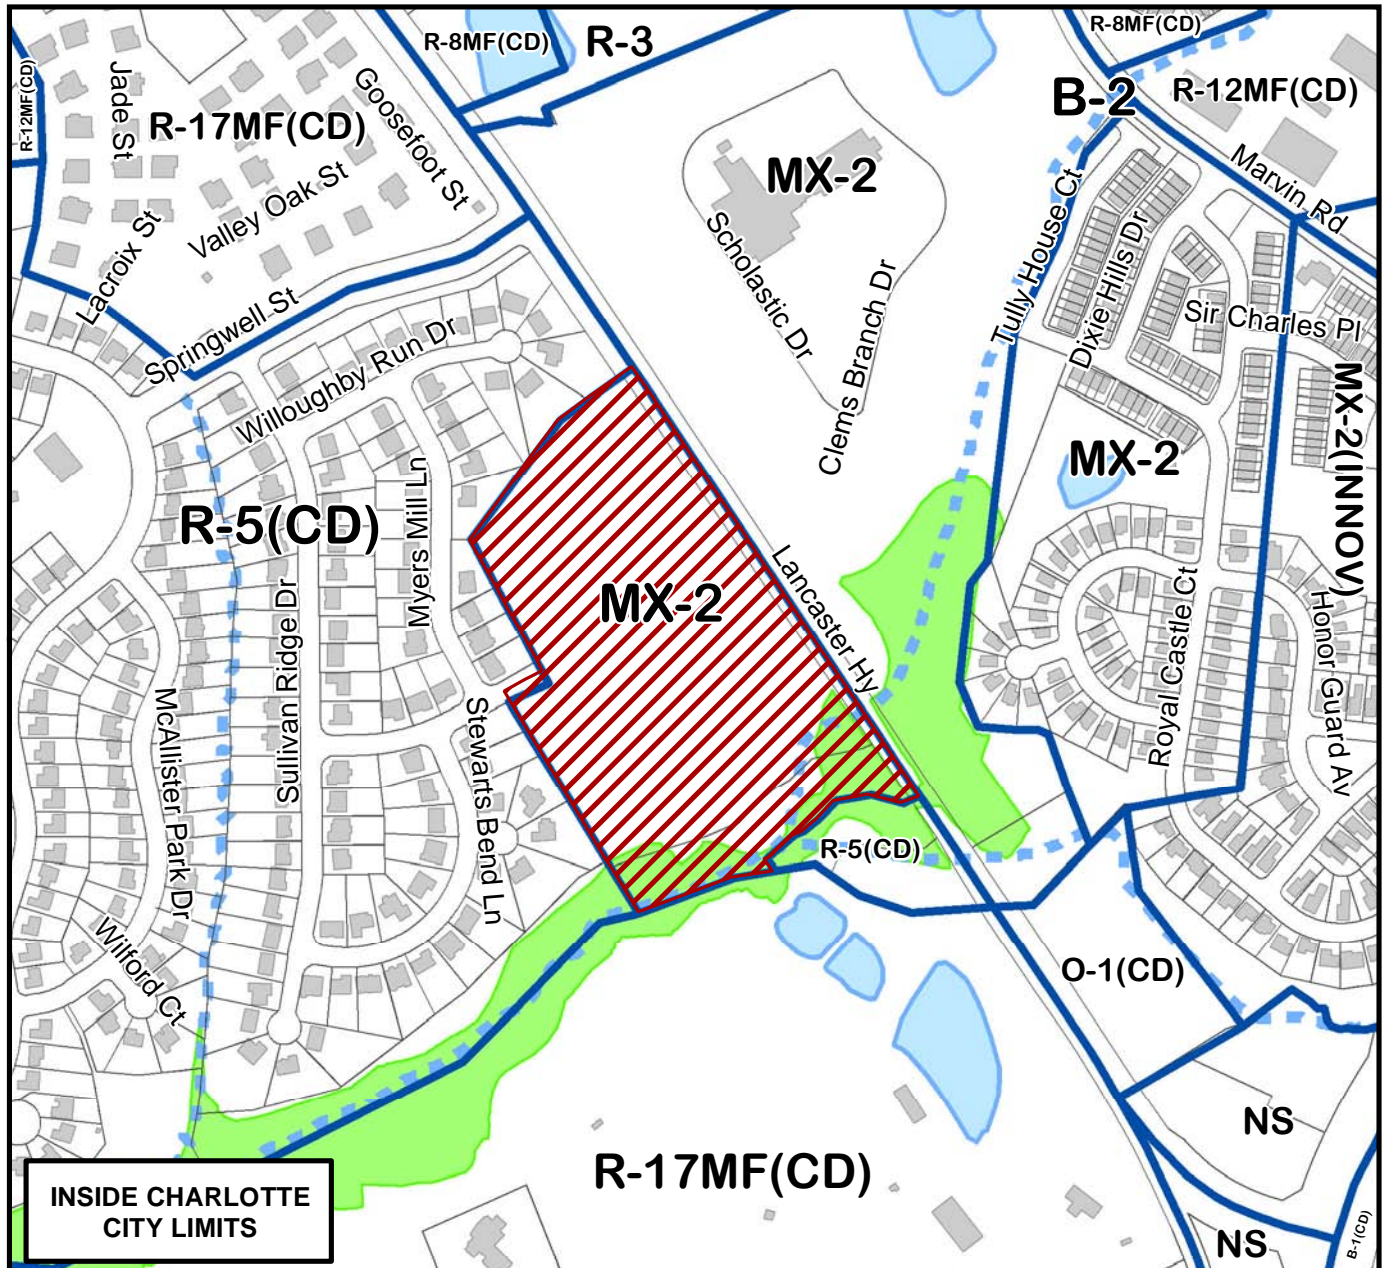 R-8MF(CD)
R-3
R-8MF(CD)
R-12MF(CD)
Jade St
R-17MF(CD)
Goosefoot St
B-2
R-12MF(CD)
MX-2
Marvin Rd
Valley Oak St
Lacroix St
Scholastic Dr
Tully House Ct
Dixie Hills Dr
Clems Branch Dr
Springwell St
Willoughby Run Dr
Sir Charles Pl
MX-2(INNOV)
MX-2
R-5(CD)
Myers Mill Ln
MX-2
Lancaster Hy
Sullivan Ridge Dr
Royal Castle Ct
Honor Guard Av
McAllister Park Dr
Stewarts Bend Ln
R-5(CD)
Wilford Ct
O-1(CD)
NS
R-17MF(CD)
INSIDE CHARLOTTE
CITY LIMITS
NS
B-1(CD)